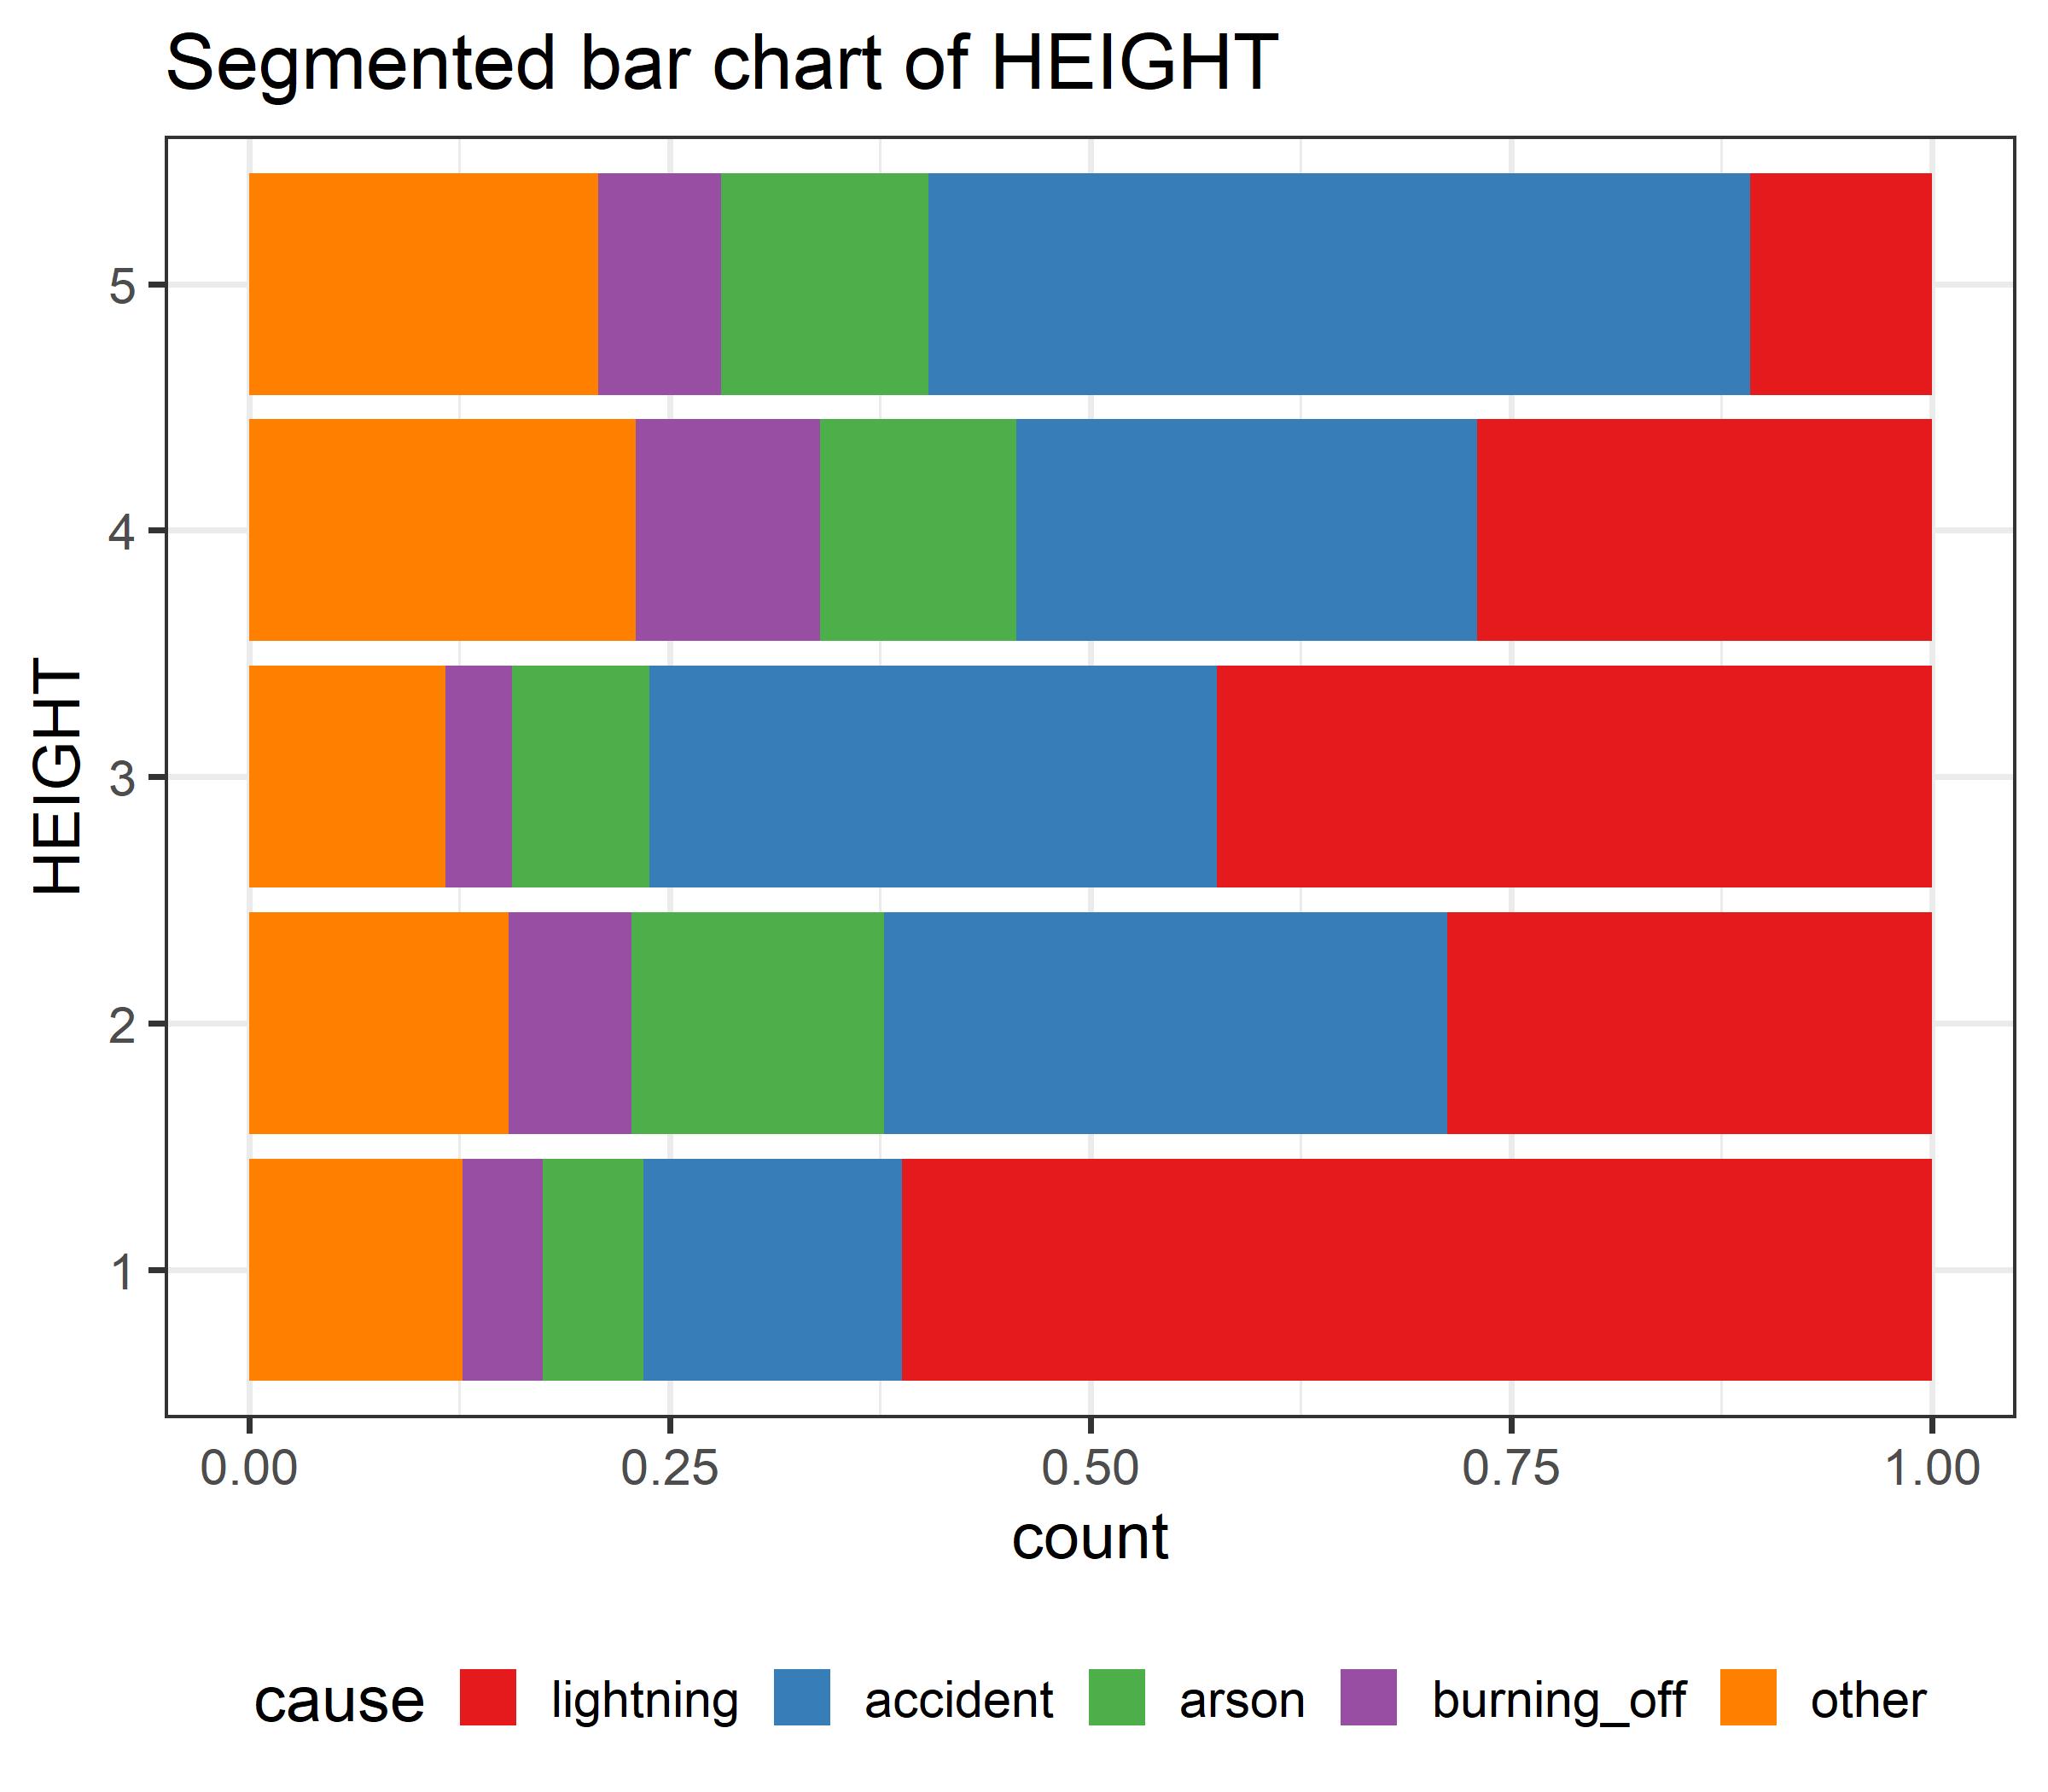 Segmented bar chart of HEIGHT
HEIGHT
5
4
3
2
1
0.00 0.25 0.50 0.75 1.00
count
cause lightning accident arson burning_off other